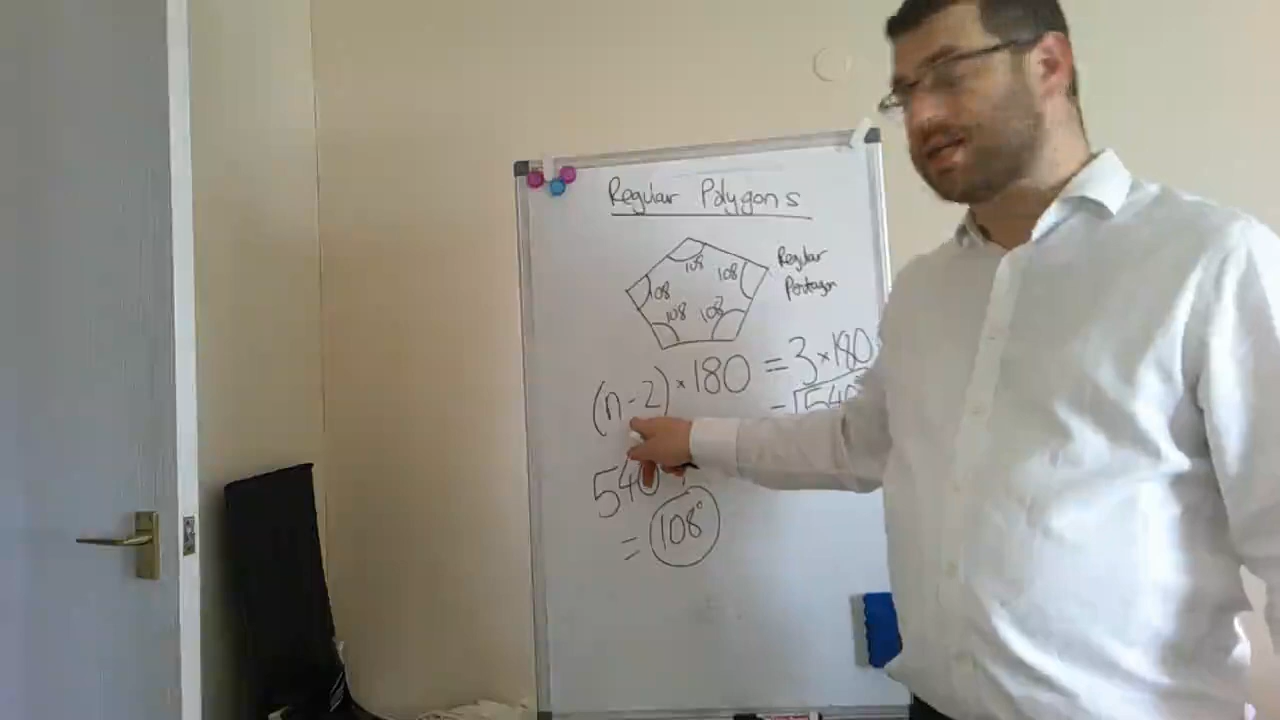 Regular Polygons
108
108
108
108
108
Regular
Pentagon
(n-2) × 180 = 3 × 180
= 540
540
= 108°